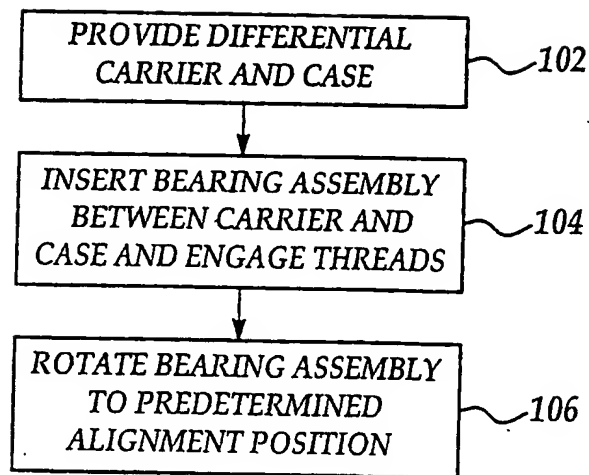 PROVIDE DIFFERENTIAL
CARRIER AND CASE
102
INSERT BEARING ASSEMBLY
BETWEEN CARRIER AND
CASE AND ENGAGE THREADS
104
ROTATE BEARING ASSEMBLY
TO PREDETERMINED
ALIGNMENT POSITION
106